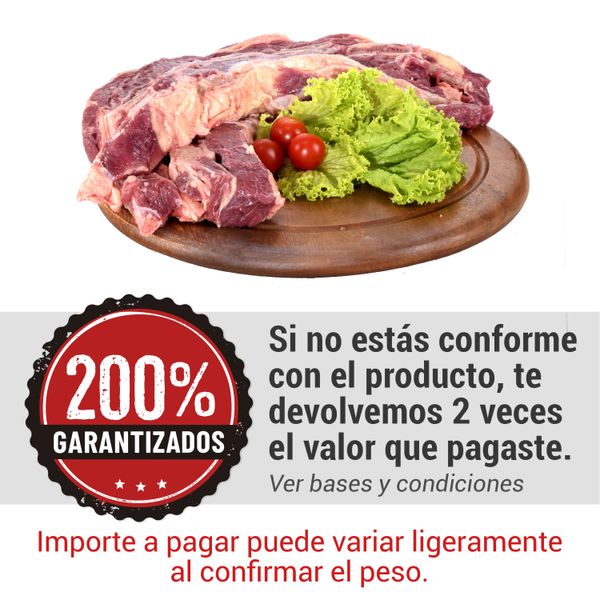 200%
GARANTIZADOS
Si no estás conforme
con el producto, te
devolvemos 2 veces
el valor que pagaste.
Ver bases y condiciones
Importe a pagar puede variar ligeramente
al confirmar el peso.